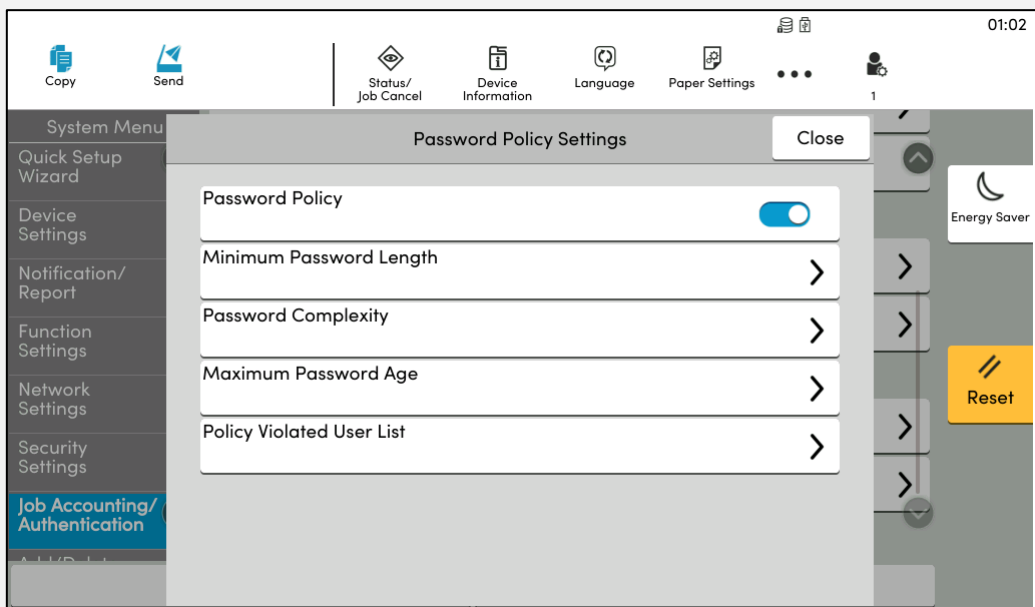 01:02
Copy
Send
Status/
Job Cancel
Device
Information
Language
Paper Settings
1
System Menu
Quick Setup
Wizard
Device
Settings
Notification/
Report
Function
Settings
Network
Settings
Security
Settings
Job Accounting/
Authentication
Password Policy Settings
Close
Password Policy
Minimum Password Length
Password Complexity
Maximum Password Age
Policy Violated User List
Energy Saver
Reset